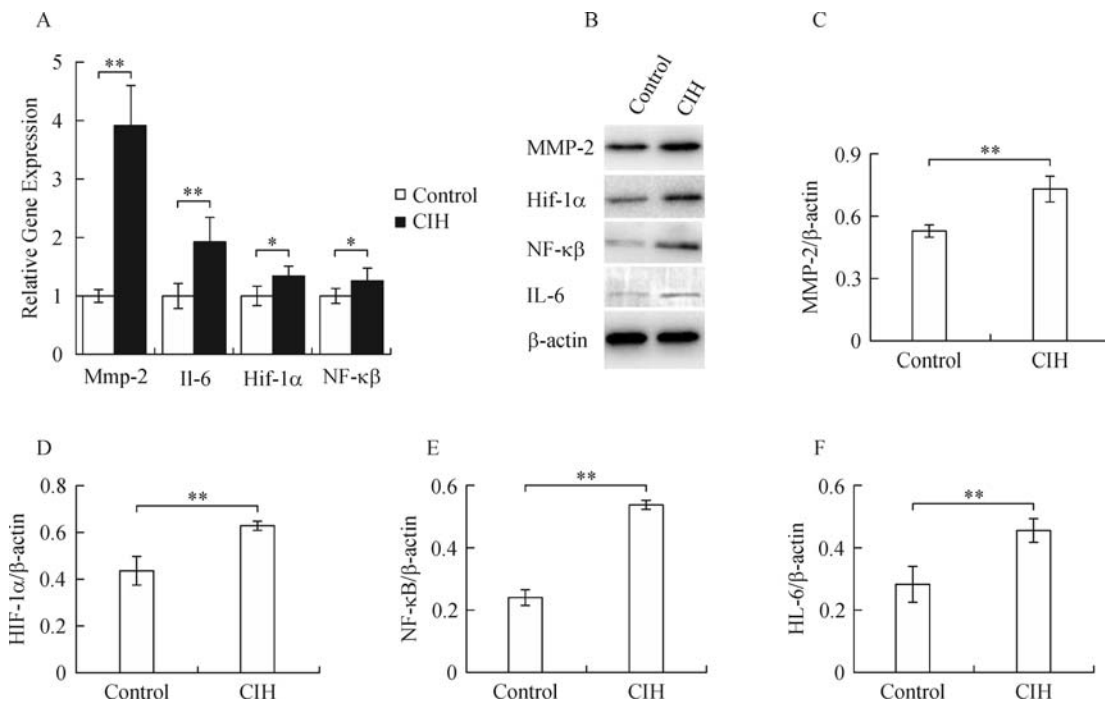 A
Relative Gene Expression
5
4
3
2
1
0
**
**
*
*
Mmp-2 Il-6 Hif-1α NF-κβ
Control
CIH
B
Control CIH
MMP-2
Hif-1α
NF-κβ
IL-6
β-actin
C
MMP-2/β-actin
0.9
0.6
0.3
0
**
Control CIH
D
HIF-1α/β-actin
0.8
0.6
0.4
0.2
0
**
Control CIH
E
NF-κB/β-actin
0.6
0.4
0.2
0
**
Control CIH
F
HL-6/β-actin
0.6
0.4
0.2
0
**
Control CIH